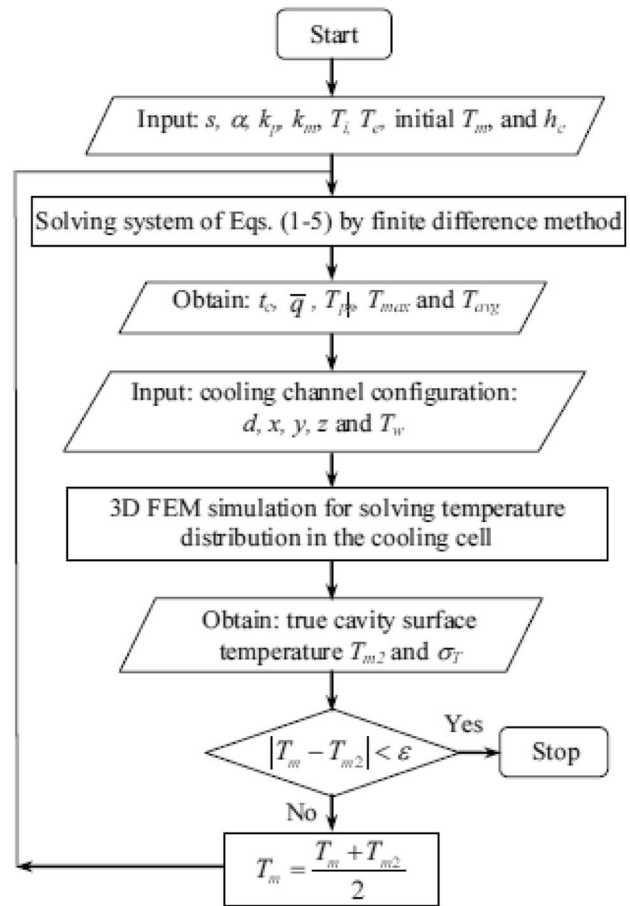 Start
Input: s, α, kp, km, Ti, Tc, initial Tm, and hc
Solving system of Eqs. (1-5) by finite difference method
Obtain: tc, q̅, Tp, Tmax and Tavg
Input: cooling channel configuration:
d, x, y, z and Tw
3D FEM simulation for solving temperature
distribution in the cooling cell
Obtain: true cavity surface
temperature Tm2 and σT
|Tm − Tm2| < ε
Yes
Stop
No
Tm = (Tm + Tm2) / 2